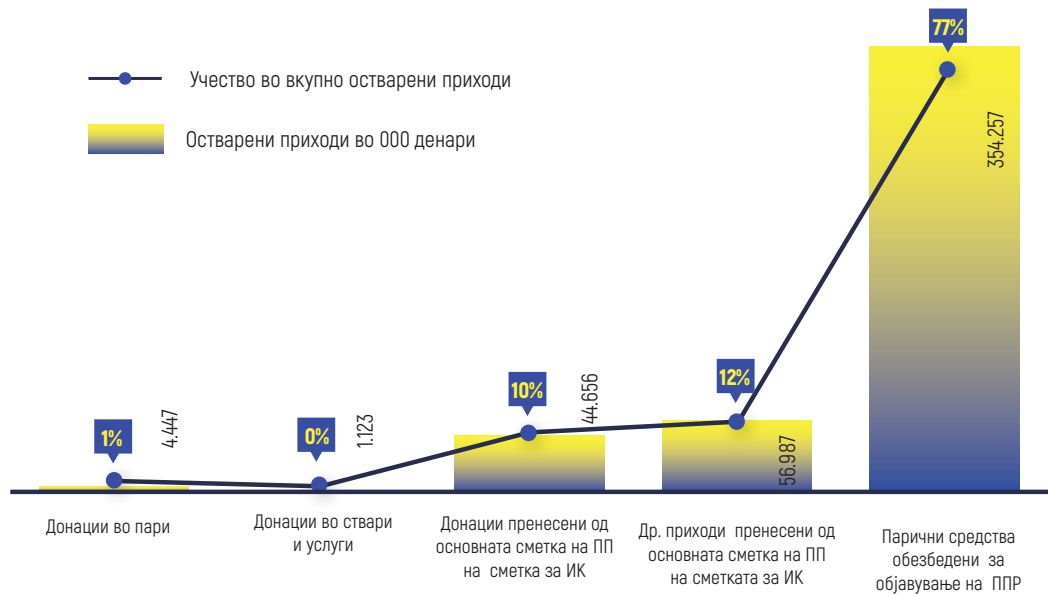 77%
Учество во вкупно остварени приходи
Остварени приходи во 000 денари
354.257
12%
10%
44.656
1%
4.447
0%
1.123
56.987
Донации во пари
Донации во ствари
и услуги
Донации пренесени од
основната сметка на ПП
на сметка за ИК
Др. приходи пренесени од
основната сметка на ПП
на сметката за ИК
Парични средства
обезбедени за
објавување на ППР